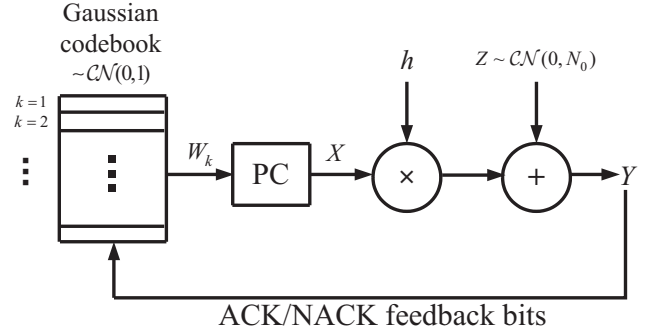 Gaussian
codebook
~CN(0,1)
k=1
k=2
W_k
PC
X
h
×
Z ~ CN(0, N_0)
+
Y
ACK/NACK feedback bits